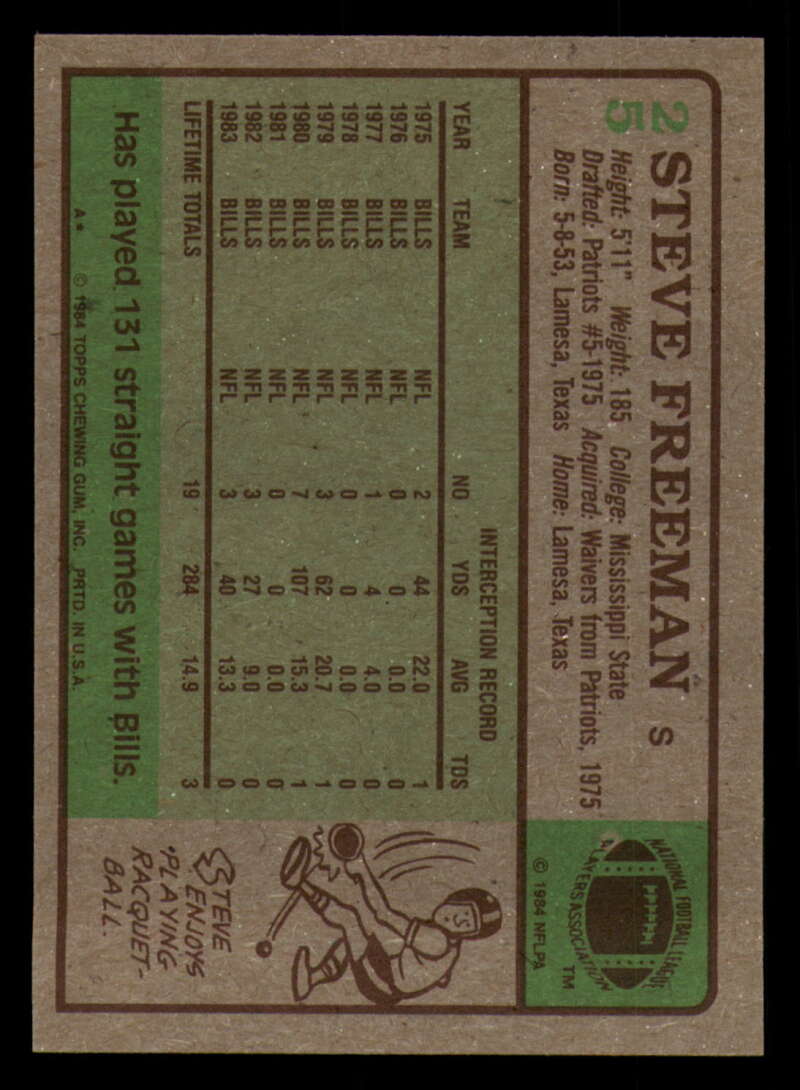 25
STEVE FREEMAN S
Height: 5'11" Weight: 185 College: Mississippi State
Drafted: Patriots #5-1975 Acquired: Waivers from Patriots, 1975
Born: 5-8-53, Lamesa, Texas Home: Lamesa, Texas
NATIONAL FOOTBALL LEAGUE
PLAYERS ASSOCIATION
TM
© 1984 NFLPA
INTERCEPTION RECORD
YEAR TEAM NO YDS AVG TDS
1975 BILLS NFL 2 44 22.0 1
1976 BILLS NFL 0 0 0.0 0
1977 BILLS NFL 1 4 4.0 0
1978 BILLS NFL 0 0 0.0 0
1979 BILLS NFL 3 62 20.7 1
1980 BILLS NFL 7 107 15.3 1
1981 BILLS NFL 0 0 0.0 0
1982 BILLS NFL 3 27 9.0 0
1983 BILLS NFL 3 40 13.3 0
LIFETIME TOTALS 19 284 14.9 3
Has played 131 straight games with Bills.
A* © 1984 TOPPS CHEWING GUM, INC. PRTD. IN U.S.A.
STEVE
ENJOYS
PLAYING
RACQUET-
BALL.